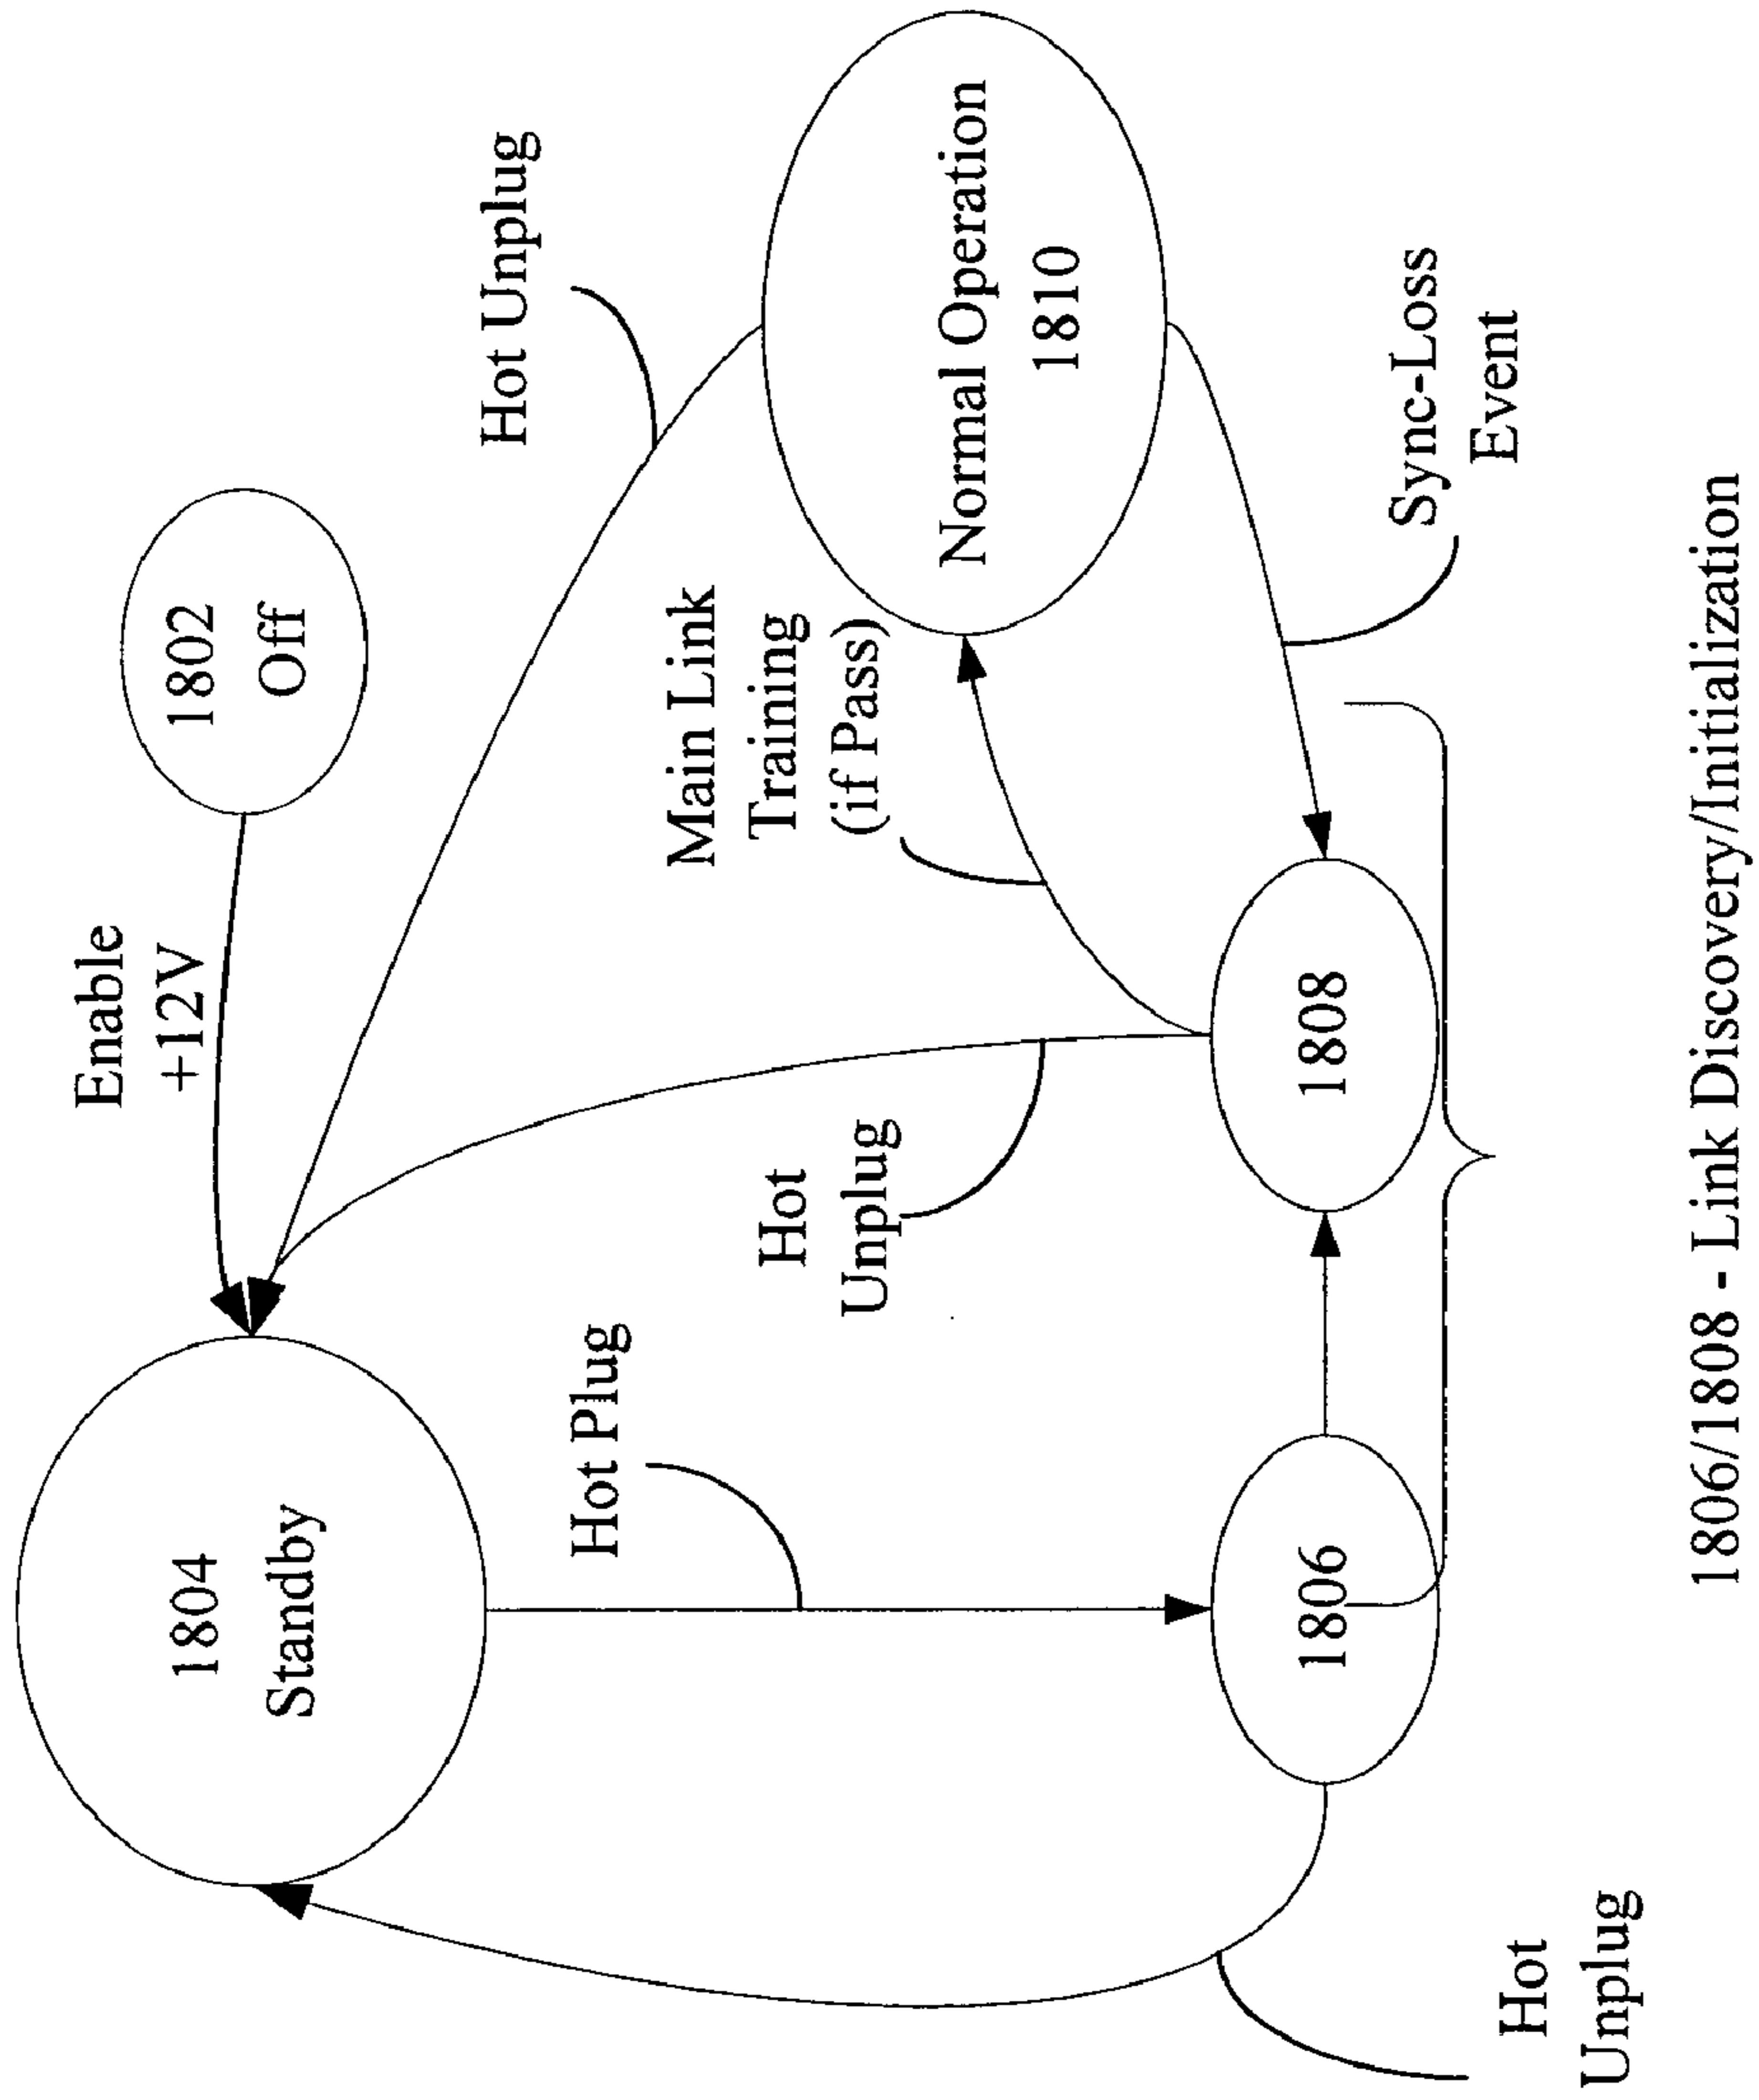 1804
Standby
Enable
+12V
1802
Off
Hot Unplug
Hot Plug
Hot
Unplug
Main Link
Training
(if Pass)
Normal Operation
1810
1806
1808
Sync-Loss
Event
Hot
Unplug
1806/1808 - Link Discovery/Initialization